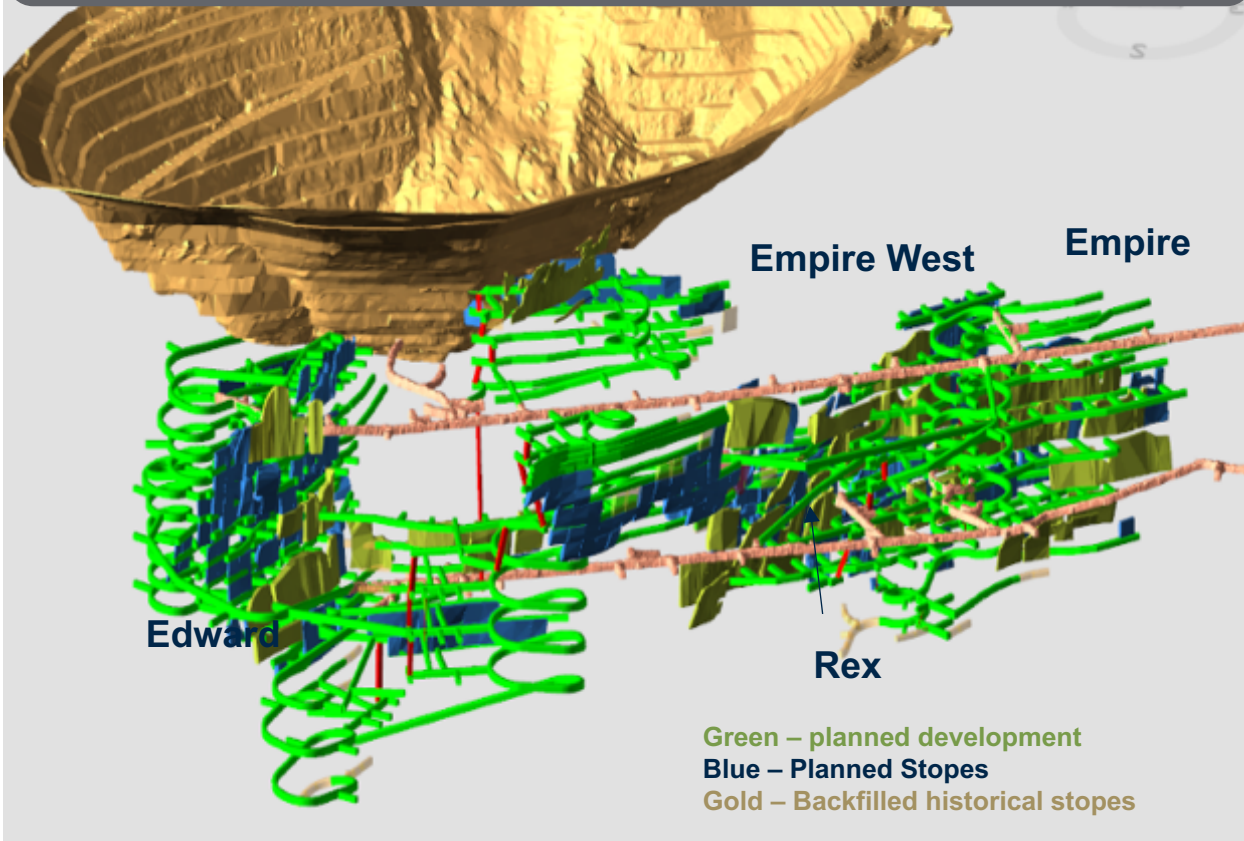 S
Empire West
Empire
Edward
Rex
Green – planned development
Blue – Planned Stopes
Gold – Backfilled historical stopes